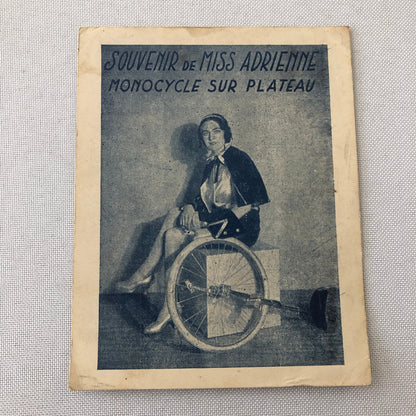 SOUVENIR DE MISS ADRIENNE
MONOCYCLE SUR PLATEAU